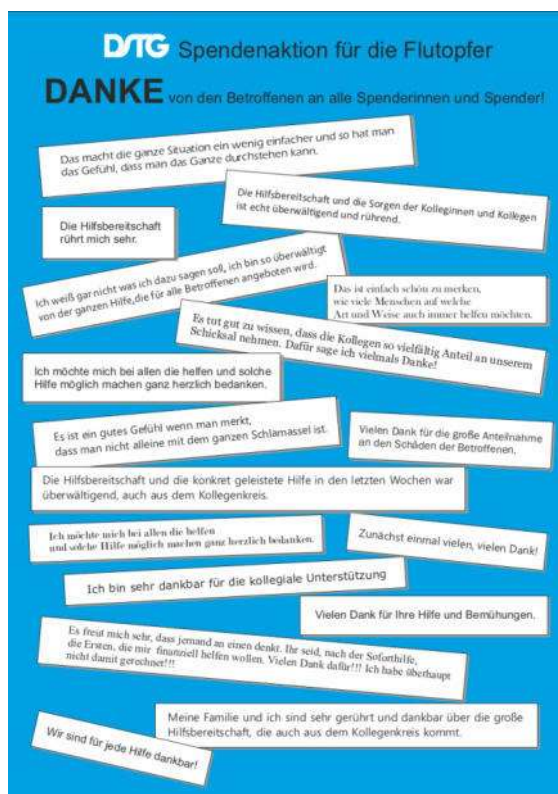 DSTG Spendenaktion für die Flutopfer
DANKE von den Betroffenen an alle Spenderinnen und Spender!
Das macht die ganze Situation ein wenig einfacher und so hat man
das Gefühl, dass man das Ganze durchstehen kann.
Die Hilfsbereitschaft und die Sorgen der Kolleginnen und Kollegen
ist echt überwältigend und rührend.
Die Hilfsbereitschaft
rührt mich sehr.
Ich weiß gar nicht was ich dazu sagen soll, ich bin so überwältigt
von der ganzen Hilfe,die für alle Betroffenen angeboten wird.
Das ist einfach schön zu merken,
wie viele Menschen auf welche
Art und Weise auch immer helfen möchten.
Es tut gut zu wissen, dass die Kollegen so vielfältig Anteil an unserem
Schicksal nehmen. Dafür sage ich vielmals Danke!
Ich möchte mich bei allen die helfen und solche
Hilfe möglich machen ganz herzlich bedanken.
Es ist ein gutes Gefühl wenn man merkt,
dass man nicht alleine mit dem ganzen Schlamassel ist.
Vielen Dank für die große Anteilnahme
an den Schäden der Betroffenen.
Die Hilfsbereitschaft und die konkret geleistete Hilfe in den letzten Wochen war
überwältigend, auch aus dem Kollegenkreis.
Ich möchte mich bei allen die helfen
und solche Hilfe möglich machen ganz herzlich bedanken.
Zunächst einmal vielen, vielen Dank!
Ich bin sehr dankbar für die kollegiale Unterstützung
Vielen Dank für Ihre Hilfe und Bemühungen.
Es freut mich sehr, dass jemand an einen denkt. Ihr seid, nach der Soforthilfe,
die Ersten, die mir finanziell helfen wollen. Vielen Dank dafür!!! Ich habe überhaupt
nicht damit gerechnet!!!
Meine Familie und ich sind sehr gerührt und dankbar über die große
Hilfsbereitschaft, die auch aus dem Kollegenkreis kommt.
Wir sind für jede Hilfe dankbar!